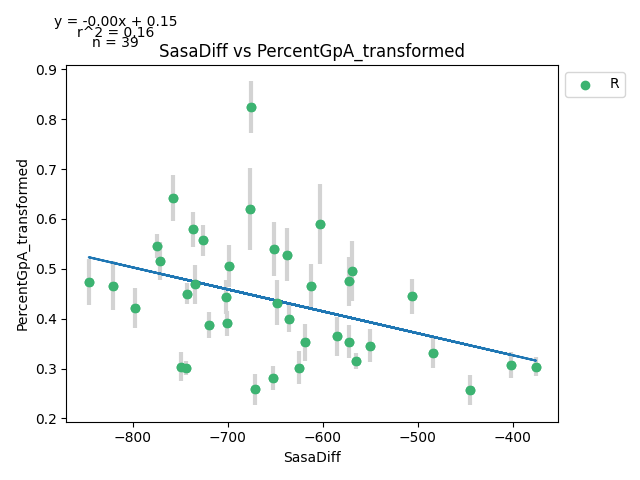 y = -0.00x + 0.15
r^2 = 0.16
n = 39
SasaDiff vs PercentGpA_transformed
R
0.9
0.8
0.7
0.6
0.5
0.4
0.3
0.2
PercentGpA_transformed
−800 −700 −600 −500 −400
SasaDiff